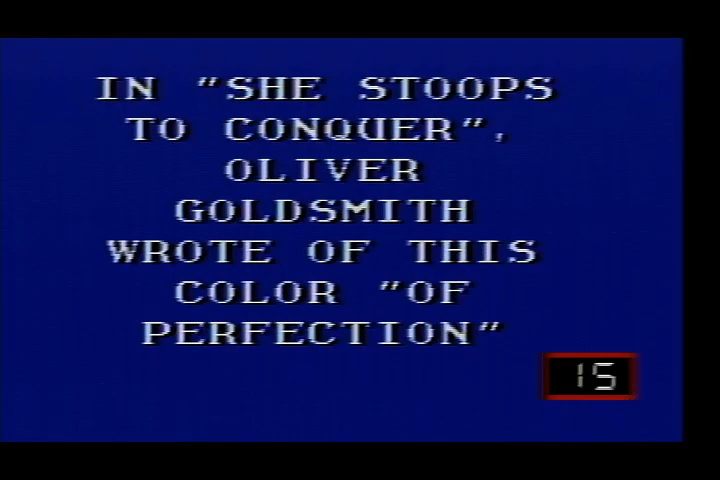 IN "SHE STOOPS
TO CONQUER",
OLIVER
GOLDSMITH
WROTE OF THIS
COLOR "OF
PERFECTION"
15